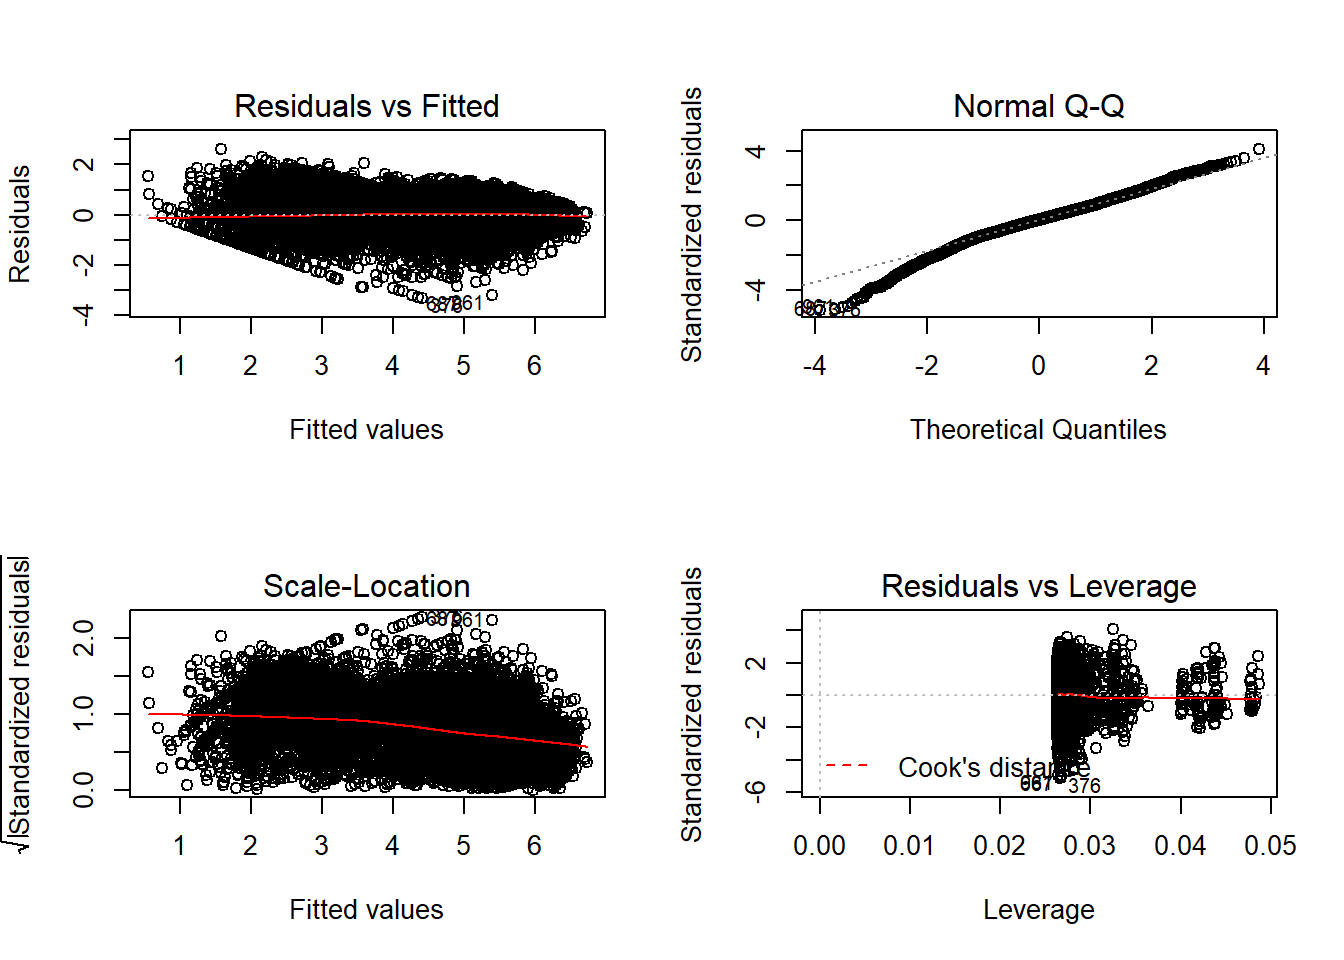 Residuals vs Fitted
Residuals
2
0
-2
-4
376
1 2 3 4 5 6
Fitted values
Normal Q-Q
Standardized residuals
4
0
-4
376
-4 -2 0 2 4
Theoretical Quantiles
Scale-Location
√|Standardized residuals|
2.0
1.0
0.0
1 2 3 4 5 6
Fitted values
Residuals vs Leverage
Standardized residuals
2
-2
-6
Cook's distance
376
0.00 0.01 0.02 0.03 0.04 0.05
Leverage